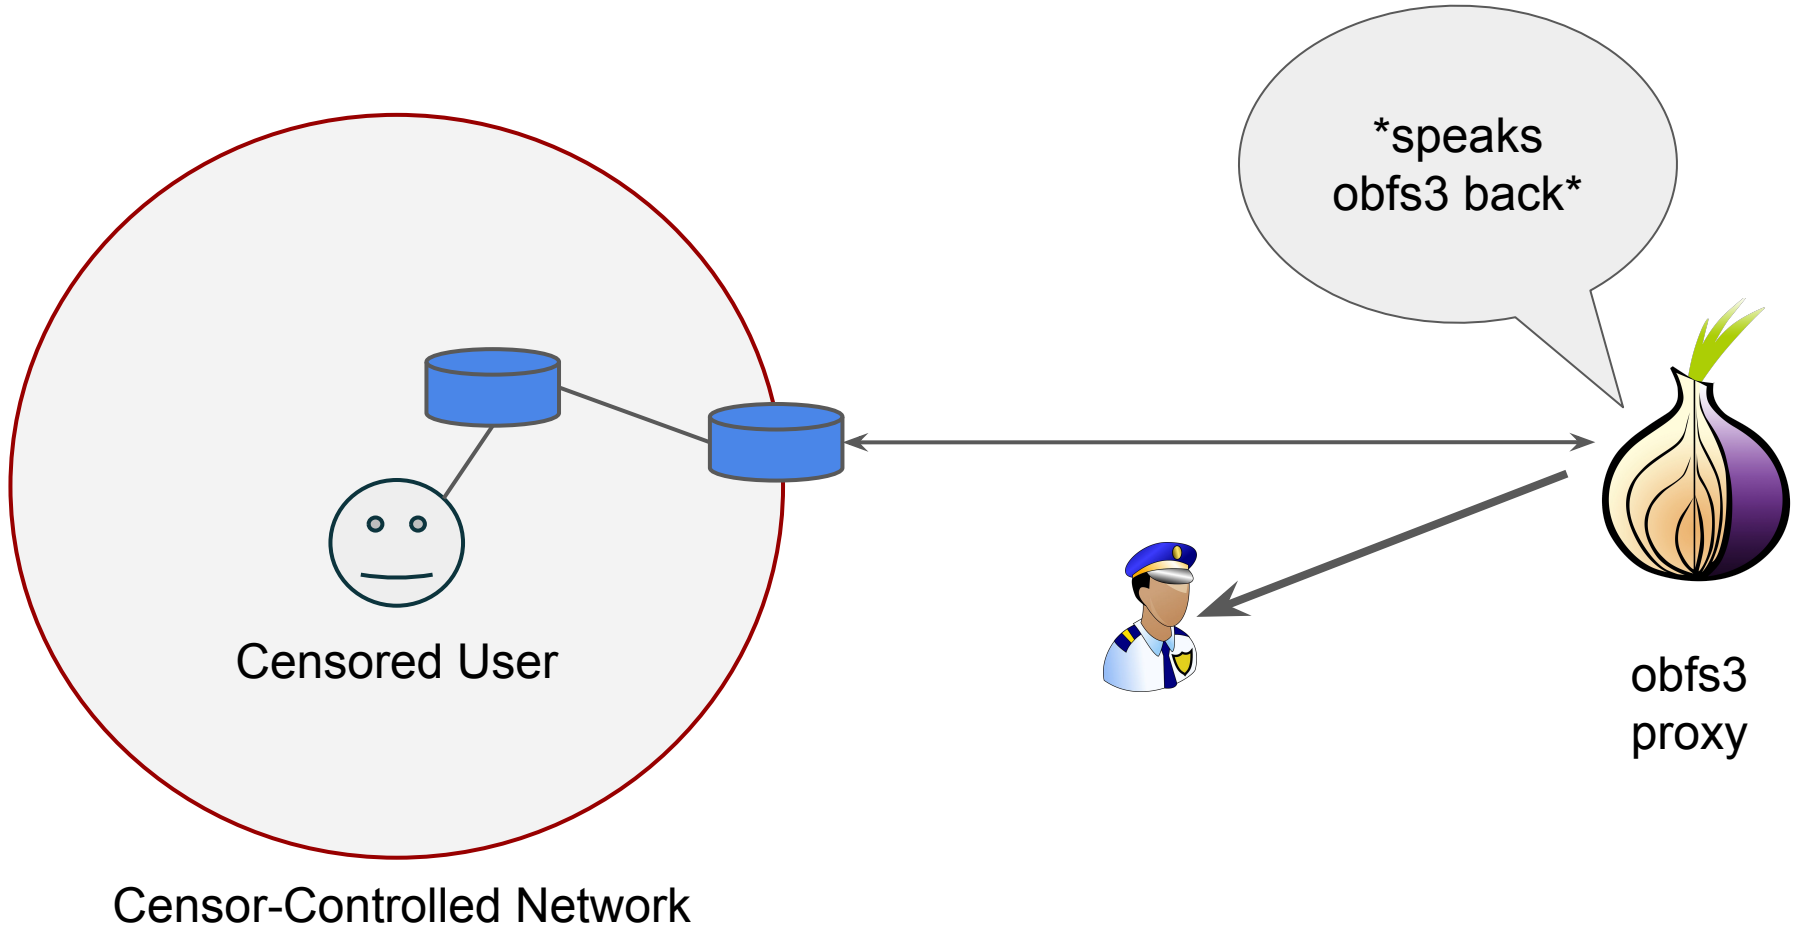 *speaks
obfs3 back*
Censored User
obfs3
proxy
Censor-Controlled Network